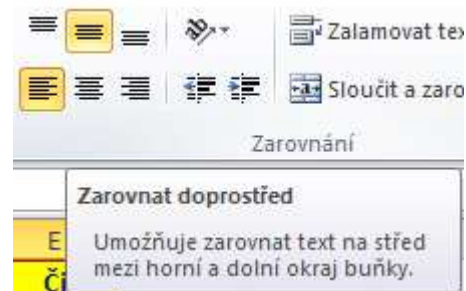 Zalamovat tex
Sloučit a zaro
Zarovnání
Zarovnat doprostřed
E
Umožňuje zarovnat text na střed
mezi horní a dolní okraj buňky.
Či